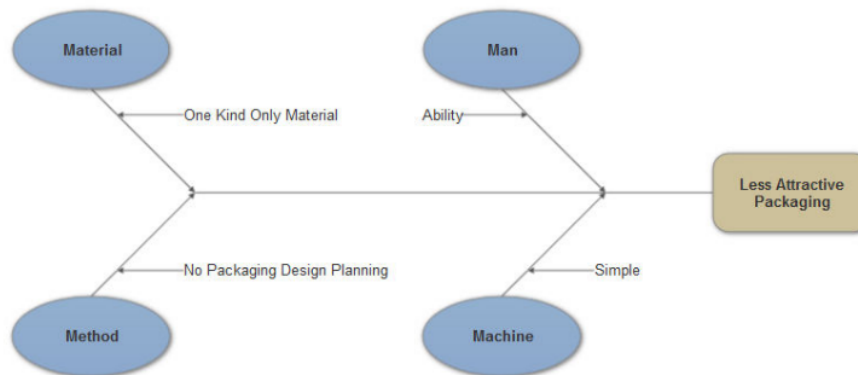 Material
Man
One Kind Only Material
Ability
Less Attractive
Packaging
No Packaging Design Planning
Simple
Method
Machine